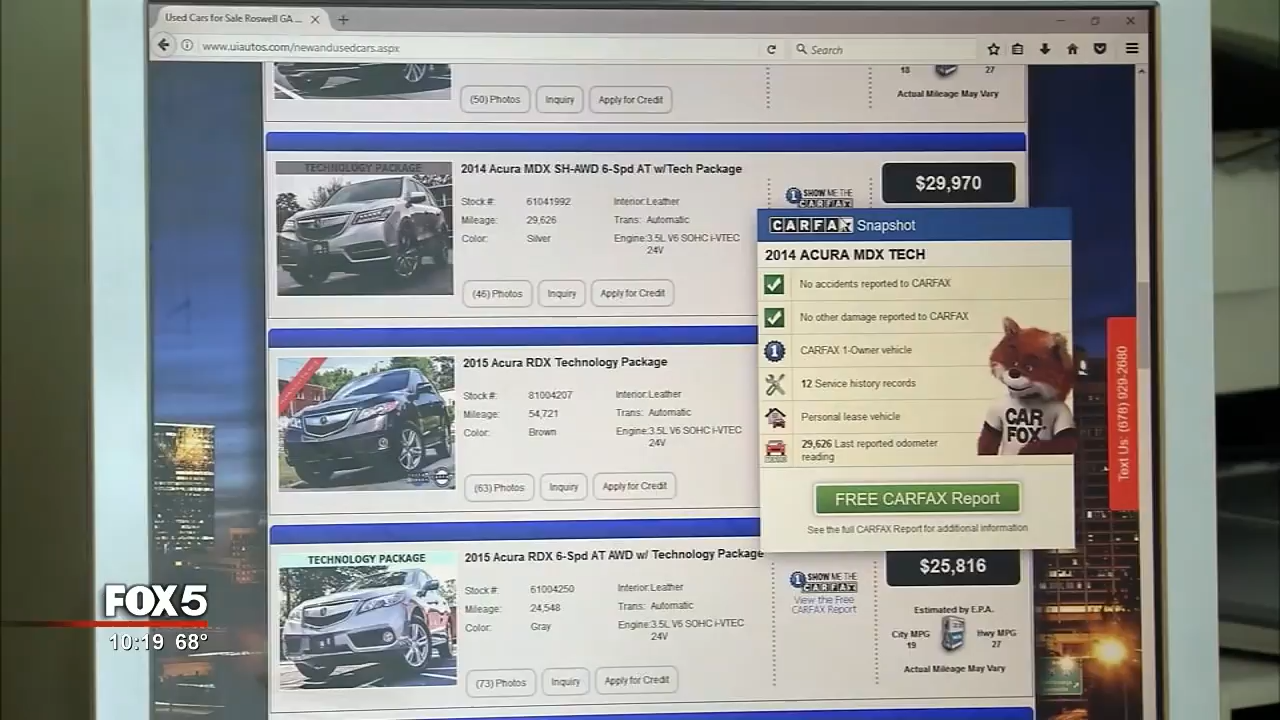 Used Cars for Sale Roswell GA ...
www.uiautos.com/newandusedcars.aspx
Search
(50) Photos
Inquiry
Apply for Credit
18
27
Actual Mileage May Vary
TECHNOLOGY PACKAGE
2014 Acura MDX SH-AWD 6-Spd AT w/Tech Package
Stock #: 61041992 Interior:Leather
Mileage: 29,626 Trans: Automatic
Color: Silver Engine:3.5L V6 SOHC i-VTEC
24V
(46) Photos
Inquiry
Apply for Credit
1 SHOW ME THE
CARFAX
$29,970
CARFAX Snapshot
2014 ACURA MDX TECH
No accidents reported to CARFAX
No other damage reported to CARFAX
1 CARFAX 1-Owner vehicle
12 Service history records
Personal lease vehicle
29,626 Last reported odometer
reading
CAR
FOX
FREE CARFAX Report
See the full CARFAX Report for additional information
2015 Acura RDX Technology Package
Stock #: 81004207 Interior:Leather
Mileage: 54,721 Trans: Automatic
Color: Brown Engine:3.5L V6 SOHC i-VTEC
24V
(63) Photos
Inquiry
Apply for Credit
Text Us: (678) 929-2680
TECHNOLOGY PACKAGE
2015 Acura RDX 6-Spd AT AWD w/ Technology Package
Stock #: 61004250 Interior:Leather
Mileage: 24,548 Trans: Automatic
Color: Gray Engine:3.5L V6 SOHC i-VTEC
24V
(73) Photos
Inquiry
Apply for Credit
1 SHOW ME THE
CARFAX
View the Free
CARFAX Report
$25,816
Estimated by E.P.A.
City MPG
19
Hwy MPG
27
Actual Mileage May Vary
FOX 5
10:19 68°